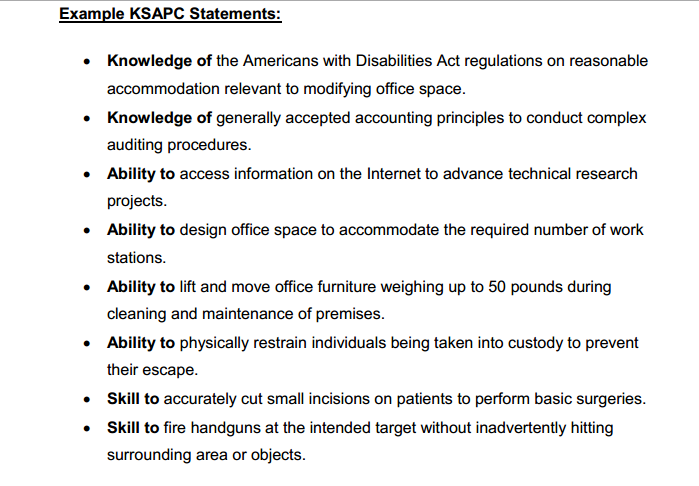 Example KSAPC Statements:
• Knowledge of the Americans with Disabilities Act regulations on reasonable
accommodation relevant to modifying office space.
• Knowledge of generally accepted accounting principles to conduct complex
auditing procedures.
• Ability to access information on the Internet to advance technical research
projects.
• Ability to design office space to accommodate the required number of work
stations.
• Ability to lift and move office furniture weighing up to 50 pounds during
cleaning and maintenance of premises.
• Ability to physically restrain individuals being taken into custody to prevent
their escape.
• Skill to accurately cut small incisions on patients to perform basic surgeries.
• Skill to fire handguns at the intended target without inadvertently hitting
surrounding area or objects.